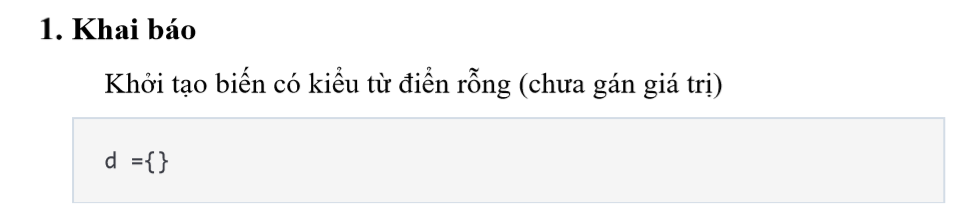 1. Khai báo
Khởi tạo biến có kiểu từ điển rỗng (chưa gán giá trị)
d ={}